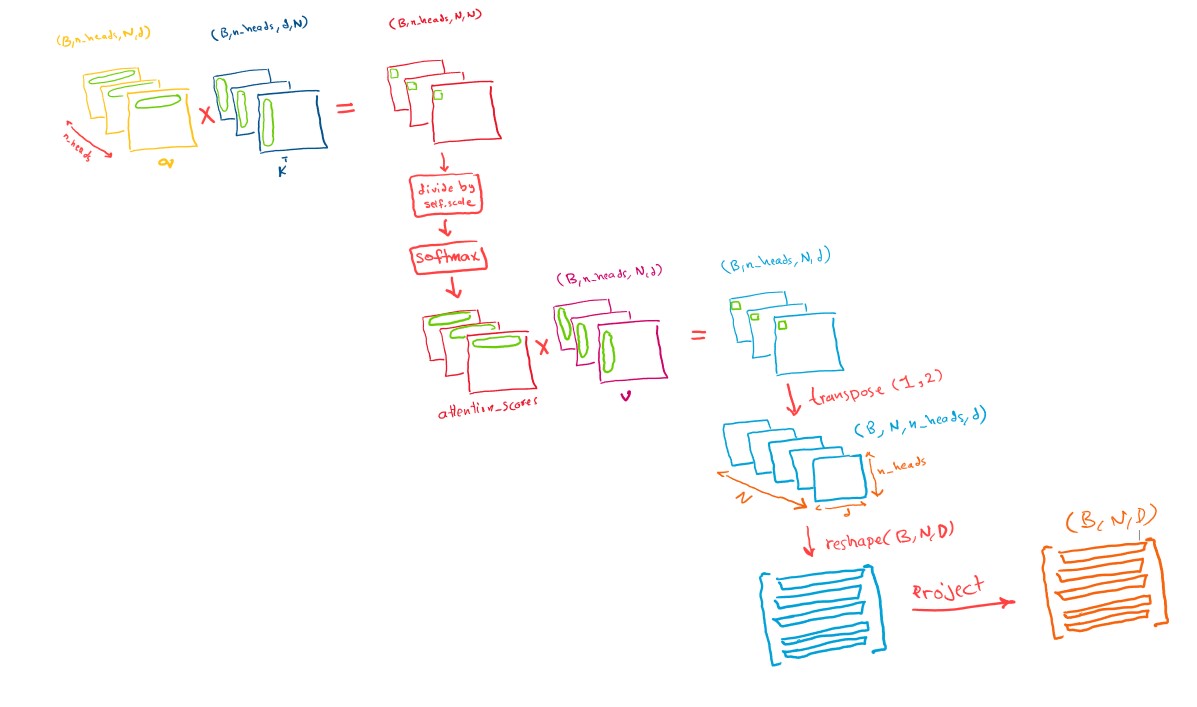 (B,n_heads,N,d)
(B,n_heads,d,N)
(B,n_heads,N,N)
x
=
n_heads
q
K^T
divide by
self.scale
softmax
(B,n_heads,N,d)
(B,n_heads,N,d)
x
=
attention_scores
v
transpose (1,2)
(B,N,n_heads,d)
n_heads
N
d
reshape(B,N,D)
(B,N,D)
Project